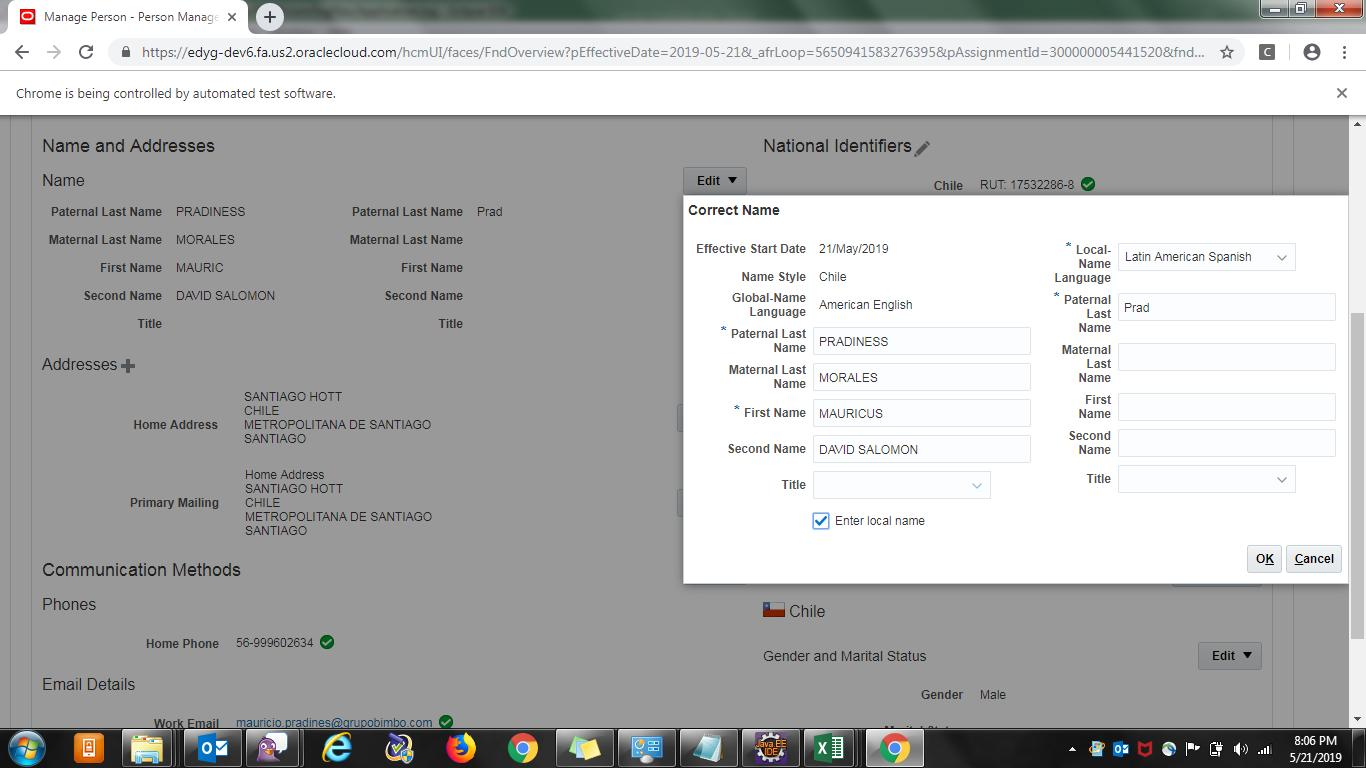 Manage Person - Person Manage
https://edyg-dev6.fa.us2.oraclecloud.com/hcmUI/faces/FndOverview?pEffectiveDate=2019-05-21&_afrLoop=5650941583276395&pAssignmentId=300000005441520&fnd...
C
Chrome is being controlled by automated test software.
Name and Addresses
Name
Edit
Paternal Last Name PRADINESS Paternal Last Name Prad
Maternal Last Name MORALES Maternal Last Name
First Name MAURIC First Name
Second Name DAVID SALOMON Second Name
Title Title
Addresses
Home Address
SANTIAGO HOTT
CHILE
METROPOLITANA DE SANTIAGO
SANTIAGO
Primary Mailing
Home Address
SANTIAGO HOTT
CHILE
METROPOLITANA DE SANTIAGO
SANTIAGO
Communication Methods
Phones
Home Phone 56-999602634
Email Details
Work Email mauricio.pradines@grupobimbo.com
National Identifiers
Chile RUT: 17532286-8
Correct Name
Effective Start Date 21/May/2019
Name Style Chile
Global-Name
Language American English
* Paternal Last
Name PRADINESS
Maternal Last
Name MORALES
* First Name MAURICUS
Second Name DAVID SALOMON
Title
Enter local name
* Local-
Name
Language Latin American Spanish
* Paternal
Last
Name Prad
Maternal
Last
Name
First
Name
Second
Name
Title
OK Cancel
Chile
Gender and Marital Status Edit
Gender Male
Java EE
IDE
8:06 PM
5/21/2019